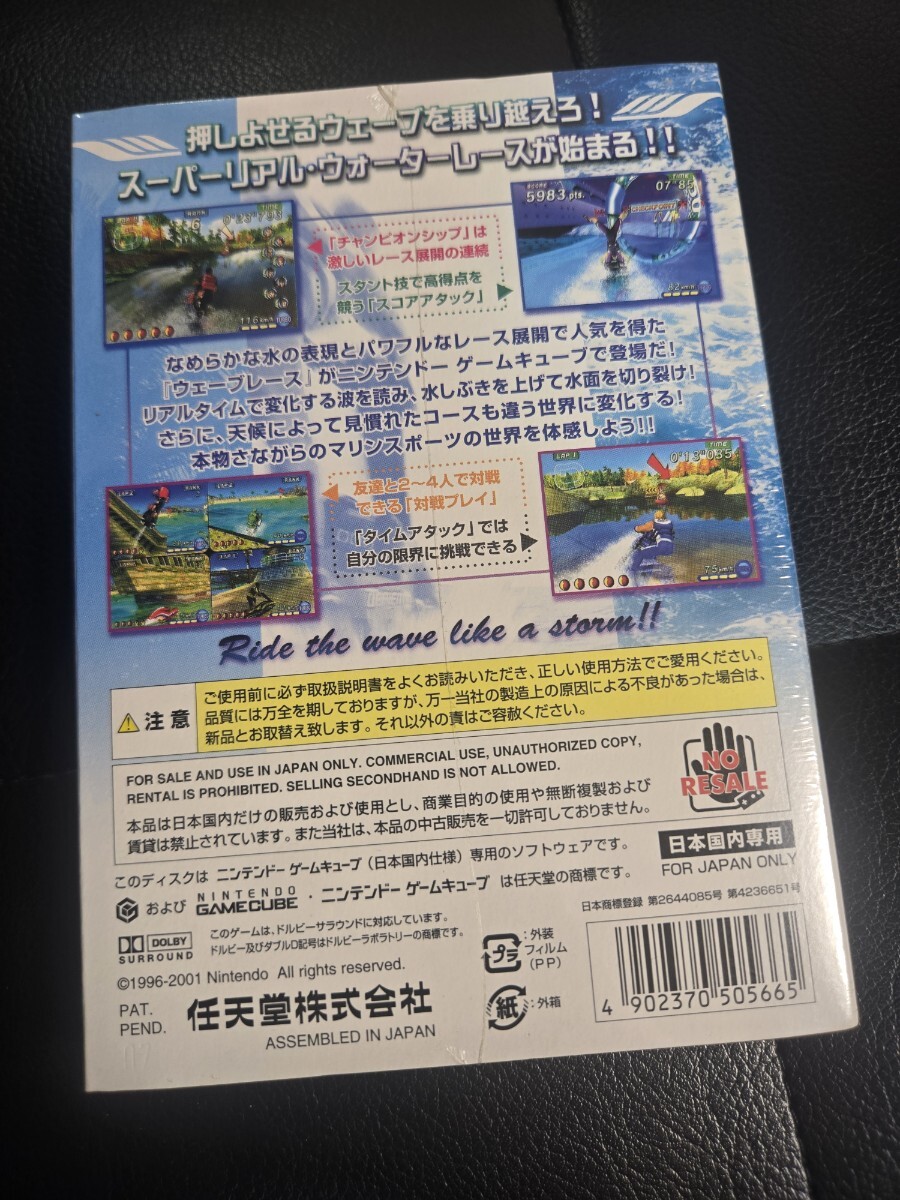 押しよせるウェーブを乗り越えろ！
スーパーリアル・ウォーターレースが始まる!!
「チャンピオンシップ」は
激しいレース展開の連続
スタント技で高得点を
競う「スコアアタック」
5983 pts.
TIME
07"85
82km/h
116km/h
なめらかな水の表現とパワフルなレース展開で人気を得た
『ウェーブレース』がニンテンドー ゲームキューブで登場だ！
リアルタイムで変化する波を読み、水しぶきを上げて水面を切り裂け！
さらに、天候によって見慣れたコースも違う世界に変化する！
本物さながらのマリンスポーツの世界を体感しよう!!
友達と2〜4人で対戦
できる「対戦プレイ」
「タイムアタック」では
自分の限界に挑戦できる
LAP 1
TIME
0'13"035
75km/h
Ride the wave like a storm!!
注意
ご使用前に必ず取扱説明書をよくお読みいただき、正しい使用方法でご愛用ください。
品質には万全を期しておりますが、万一当社の製造上の原因による不良があった場合は、
新品とお取替え致します。それ以外の責はご容赦ください。
FOR SALE AND USE IN JAPAN ONLY. COMMERCIAL USE, UNAUTHORIZED COPY,
RENTAL IS PROHIBITED. SELLING SECONDHAND IS NOT ALLOWED.
本品は日本国内だけの販売および使用とし、商業目的の使用や無断複製および
賃貸は禁止されています。また当社は、本品の中古販売を一切許可しておりません。
NO
RESALE
このディスクは ニンテンドー ゲームキューブ（日本国内仕様）専用のソフトウェアです。
日本国内専用
FOR JAPAN ONLY
および NINTENDO GAMECUBE・ニンテンドー ゲームキューブ は任天堂の商標です。
日本商標登録 第2644085号 第4236651号
DOLBY
SURROUND
このゲームは、ドルビーサラウンドに対応しています。
ドルビー及びダブルD記号はドルビーラボラトリーの商標です。
©1996-2001 Nintendo All rights reserved.
PAT.
PEND.
任天堂株式会社
ASSEMBLED IN JAPAN
プラ
:外装
フィルム
(PP)
紙
:外箱
4 902370 505665